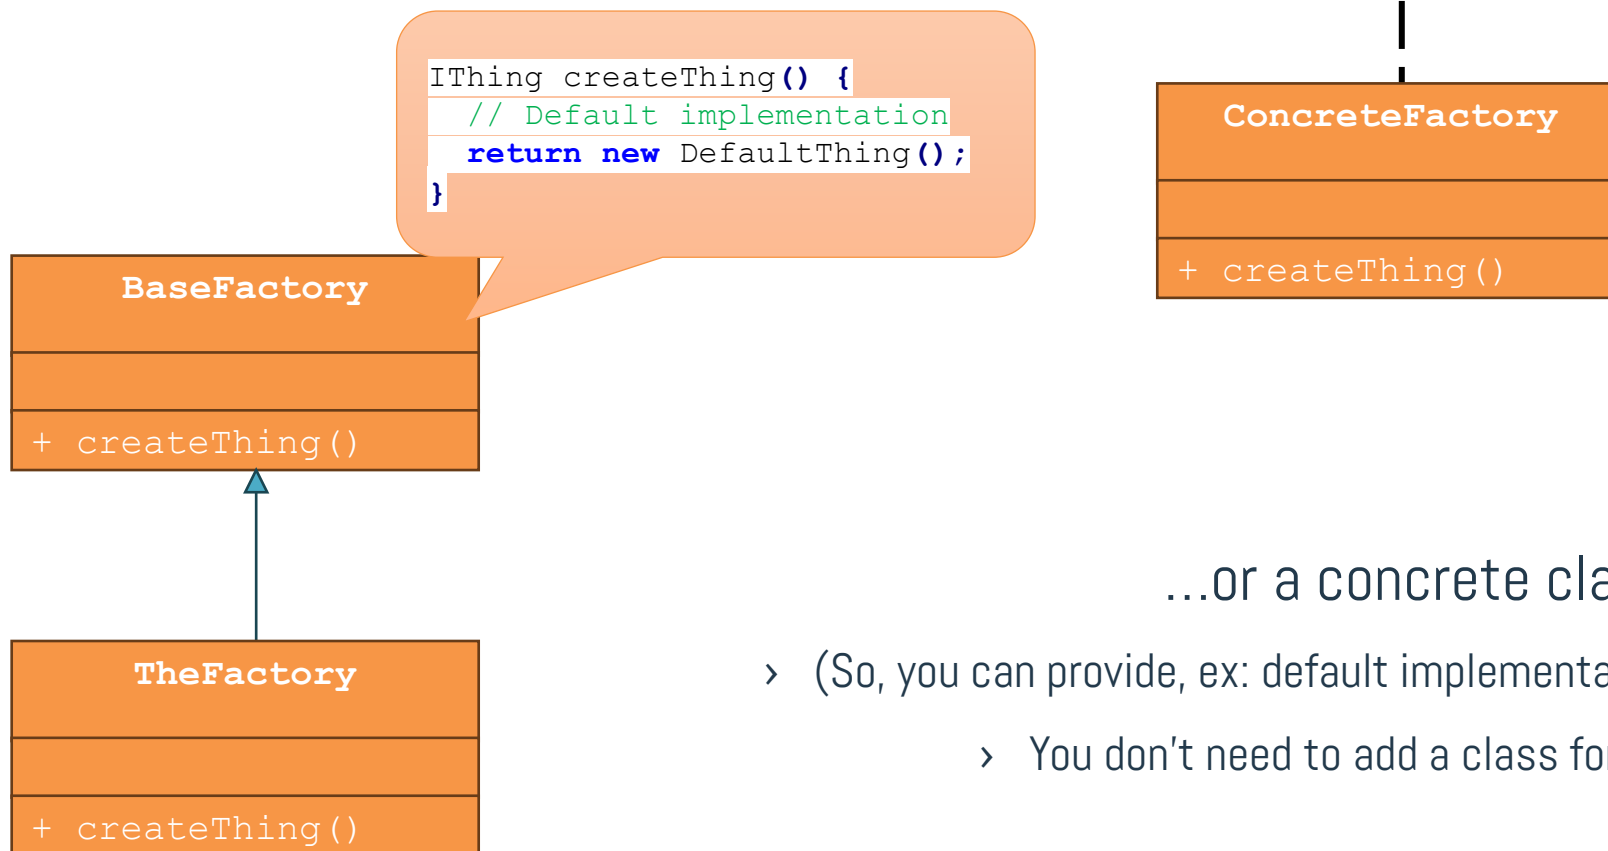 IThing createThing() {
// Default implementation
return new DefaultThing();
}
ConcreteFactory
+ createThing()
BaseFactory
+ createThing()
TheFactory
+ createThing()
...or a concrete cla
› (So, you can provide, ex: default implementa
› You don't need to add a class for